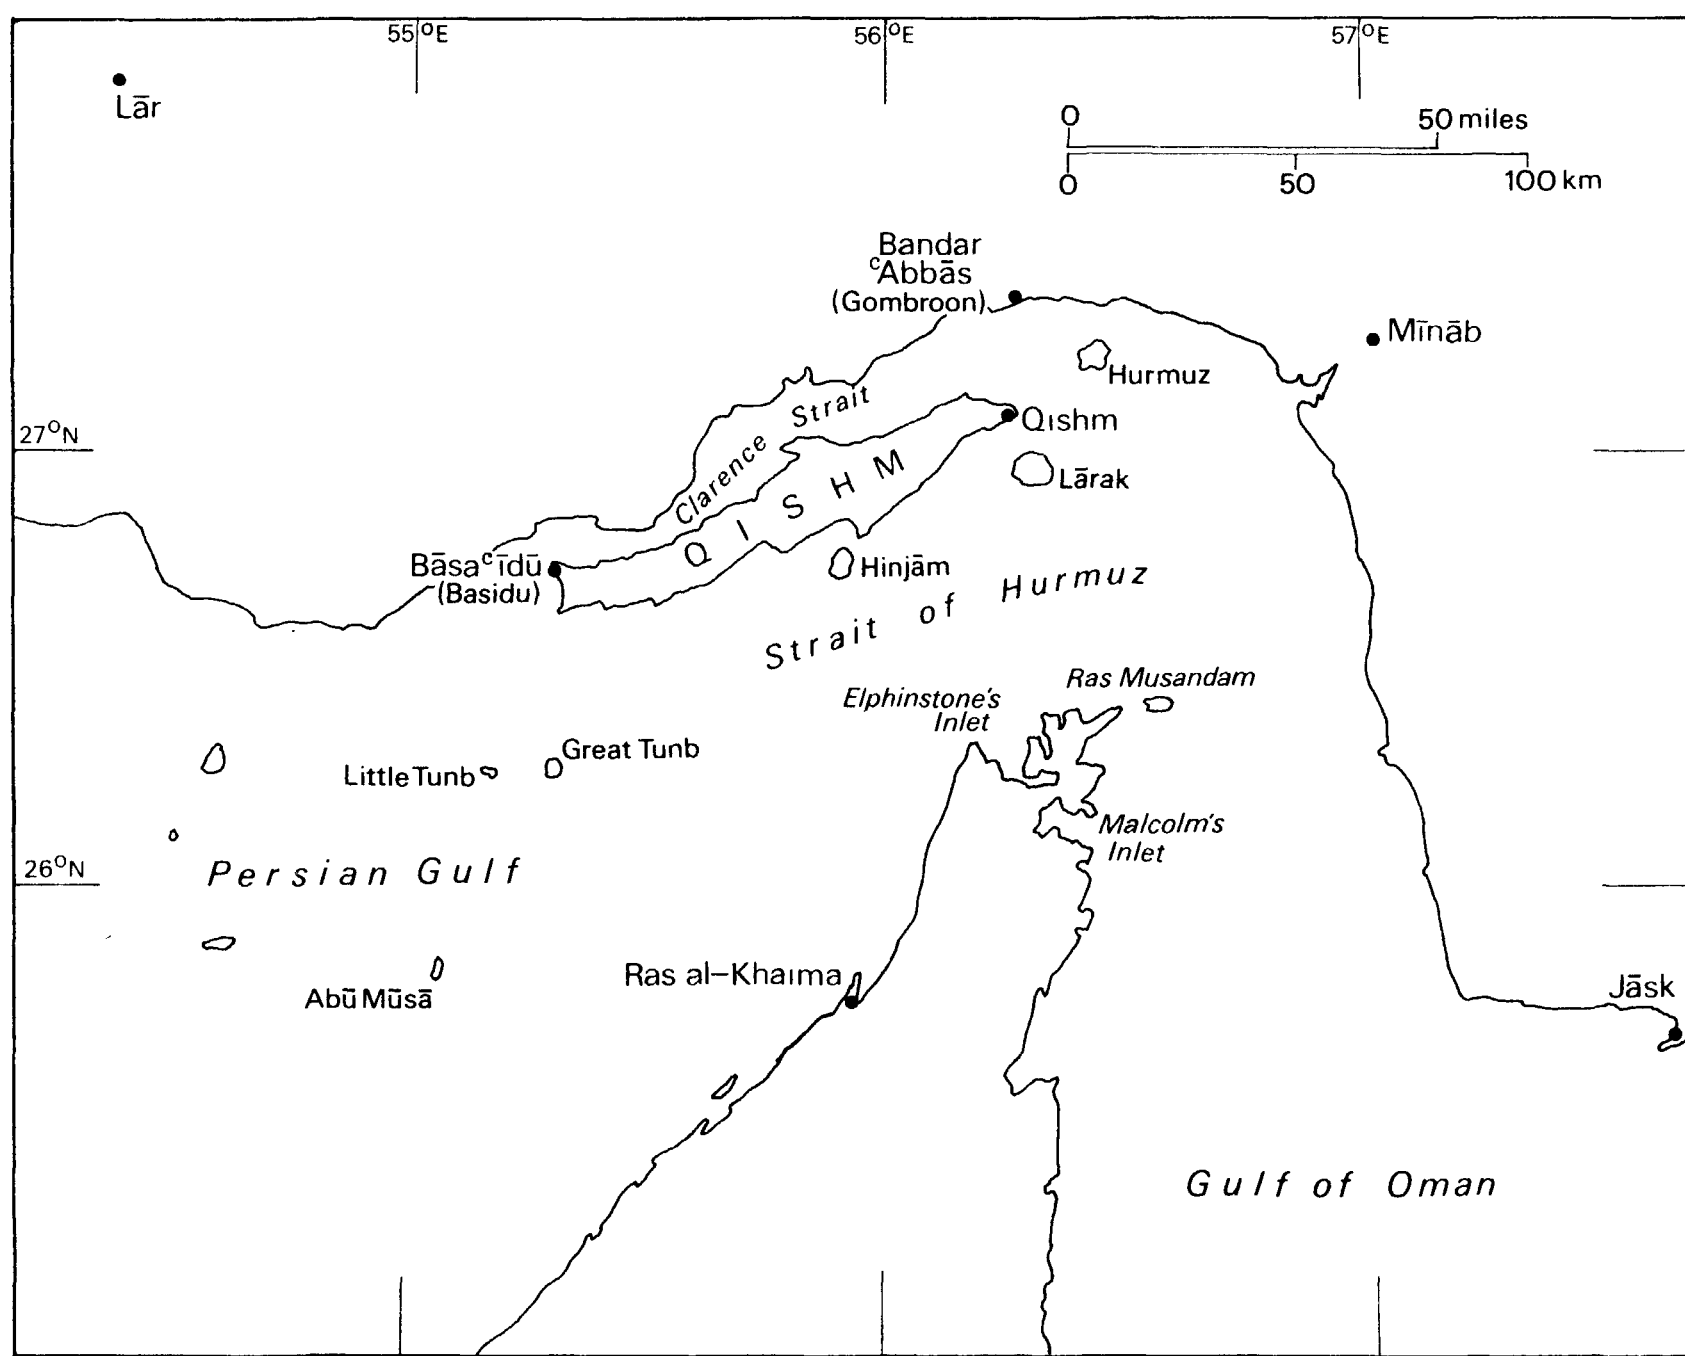 55°E
56°E
57°E
Lār
0
50 miles
0
50
100 km
Bandar
ᶜAbbās
(Gombroon)
Mīnāb
Hurmuz
Clarence Strait
Qıshm
27°N
Lārak
QISHM
Bāsaᶜīdū
(Basidu)
Hinjām
Strait of Hurmuz
Ras Musandam
Elphinstone's
Inlet
Great Tunb
Little Tunb
Malcolm's
Inlet
Persian Gulf
26°N
Ras al–Khaıma
Abū Mūsā
Jāsk
Gulf of Oman